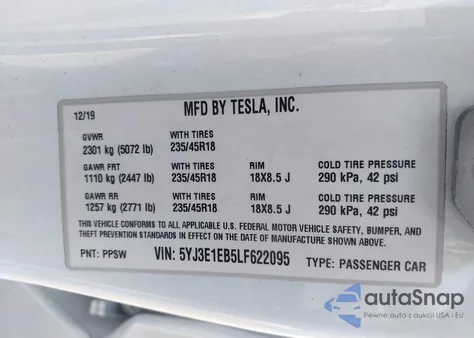 12/19 MFD BY TESLA, INC.
GVWR WITH TIRES
2301 kg (5072 lb) 235/45R18
GAWR FRT WITH TIRES RIM COLD TIRE PRESSURE
1110 kg (2447 lb) 235/45R18 18X8.5 J 290 kPa, 42 psi
GAWR RR WITH TIRES RIM COLD TIRE PRESSURE
1257 kg (2771 lb) 235/45R18 18X8.5 J 290 kPa, 42 psi
THIS VEHICLE CONFORMS TO ALL APPLICABLE U.S. FEDERAL MOTOR VEHICLE SAFETY, BUMPER, AND
THEFT PREVENTION STANDARDS IN EFFECT ON THE DATE OF MANUFACTURE SHOWN ABOVE.
PNT: PPSW VIN: 5YJ3E1EB5LF622095 TYPE: PASSENGER CAR
autoSnap
Pewne auta z USA i EU